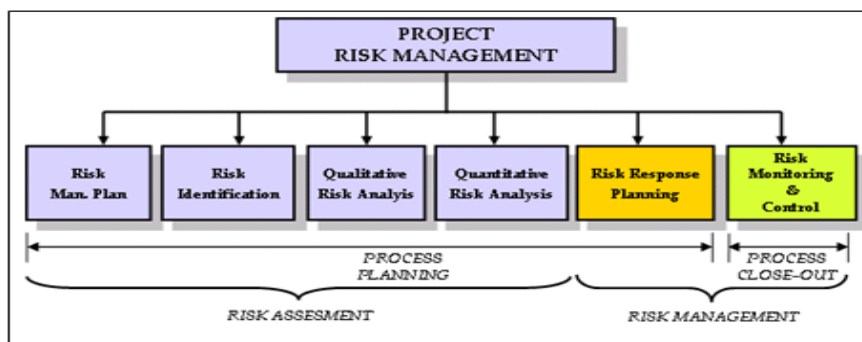 PROJECT
RISK MANAGEMENT
Risk
Man. Plan
Risk
Identification
Qualitative
Risk Analyis
Quantitative
Risk Analysis
Risk Response
Planning
Risk
Monitoring
&
Control
PROCESS
PLANNING
PROCESS
CLOSE-OUT
RISK ASSESMENT
RISK MANAGEMENT